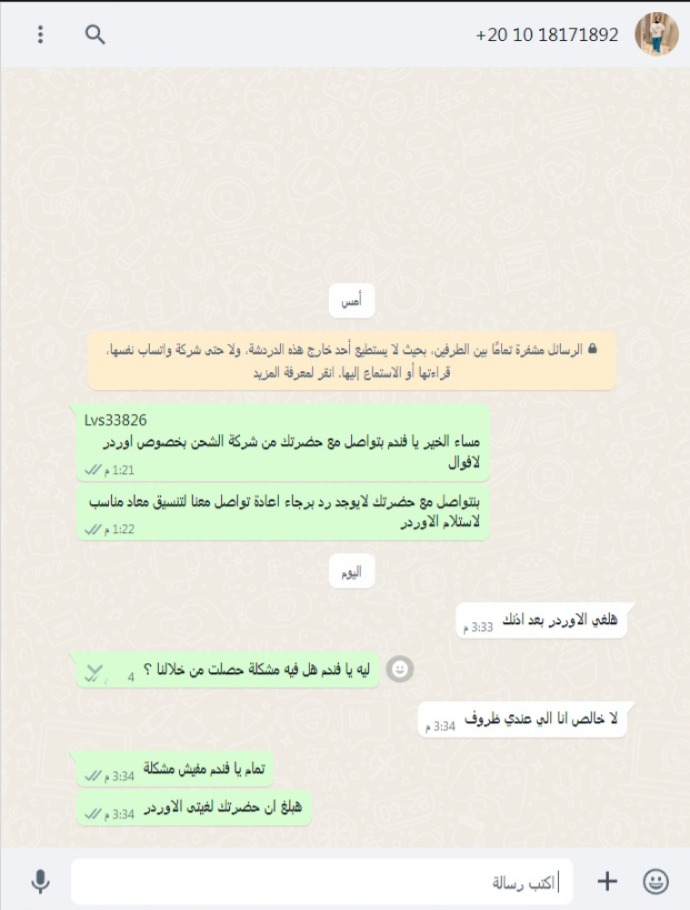 +20 10 18171892
أمس
الرسائل مشفرة تمامًا بين الطرفين، بحيث لا يستطيع أحد خارج هذه الدردشة، ولا حتى شركة واتساب نفسها،
قراءتها أو الاستماع إليها. انقر لمعرفة المزيد
Lvs33826
مساء الخير يا فندم بتواصل مع حضرتك من شركة الشحن بخصوص اوردر
لافوال
1:21 م
بنتواصل مع حضرتك لايوجد رد برجاء اعادة تواصل معنا لتنسيق معاد مناسب
لاستلام الاوردر
1:22 م
اليوم
هلغي الاوردر بعد اذنك
3:33 م
ليه يا فندم هل فيه مشكلة حصلت من خلالنا ؟
لا خالص انا الي عندي ظروف
3:34 م
تمام يا فندم مفيش مشكلة
3:34 م
هبلغ ان حضرتك لغيتى الاوردر
3:34 م
اكتب رسالة